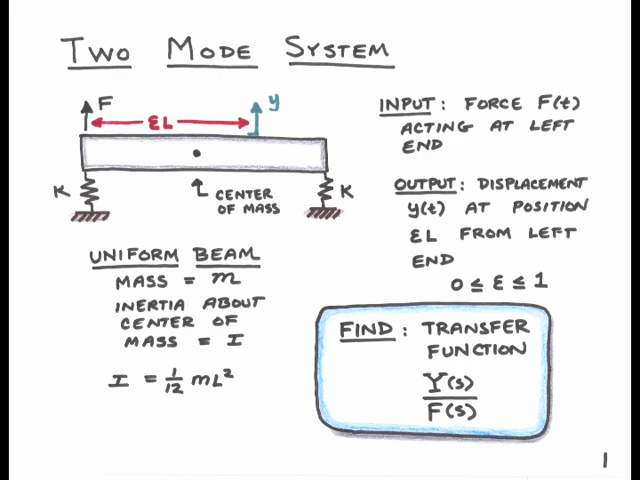 TWO MODE SYSTEM
F
y
εL
K
K
CENTER
OF MASS
INPUT: FORCE F(t)
ACTING AT LEFT
END
OUTPUT: DISPLACEMENT
y(t) AT POSITION
εL FROM LEFT
END
0 ≤ ε ≤ 1
UNIFORM BEAM
MASS = m
INERTIA ABOUT
CENTER OF
MASS = I
I = 1/12 mL²
FIND: TRANSFER
FUNCTION
Y(s)
F(s)
1